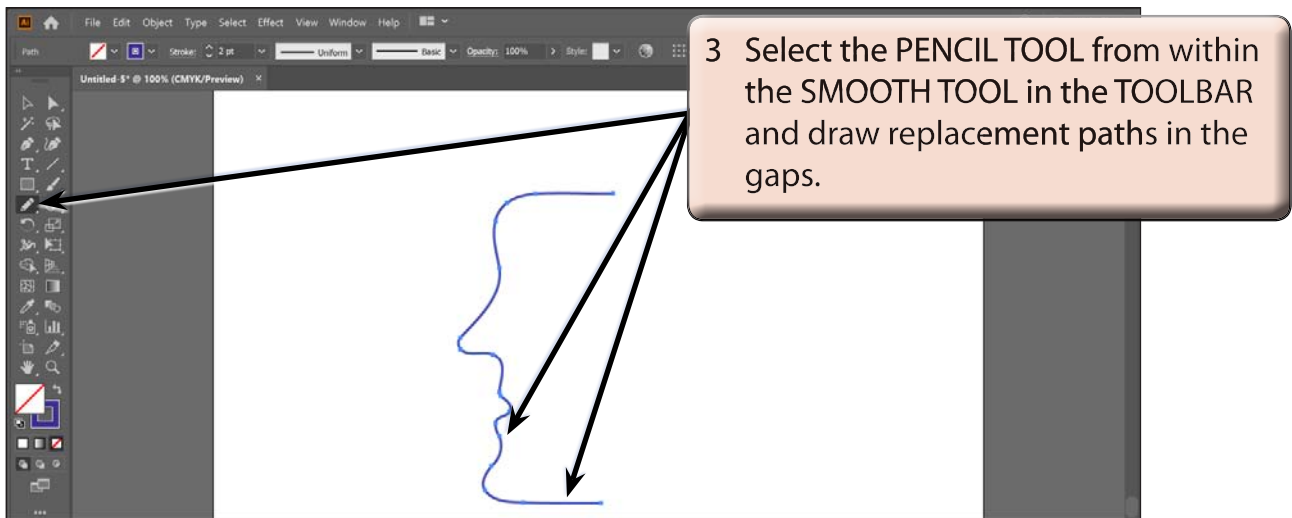 Ai File Edit Object Type Select Effect View Window Help
Path Stroke: 2 pt Uniform Basic Opacity: 100% Style:
Untitled-5* @ 100% (CMYK/Preview) ×
3 Select the PENCIL TOOL from within
the SMOOTH TOOL in the TOOLBAR
and draw replacement paths in the
gaps.